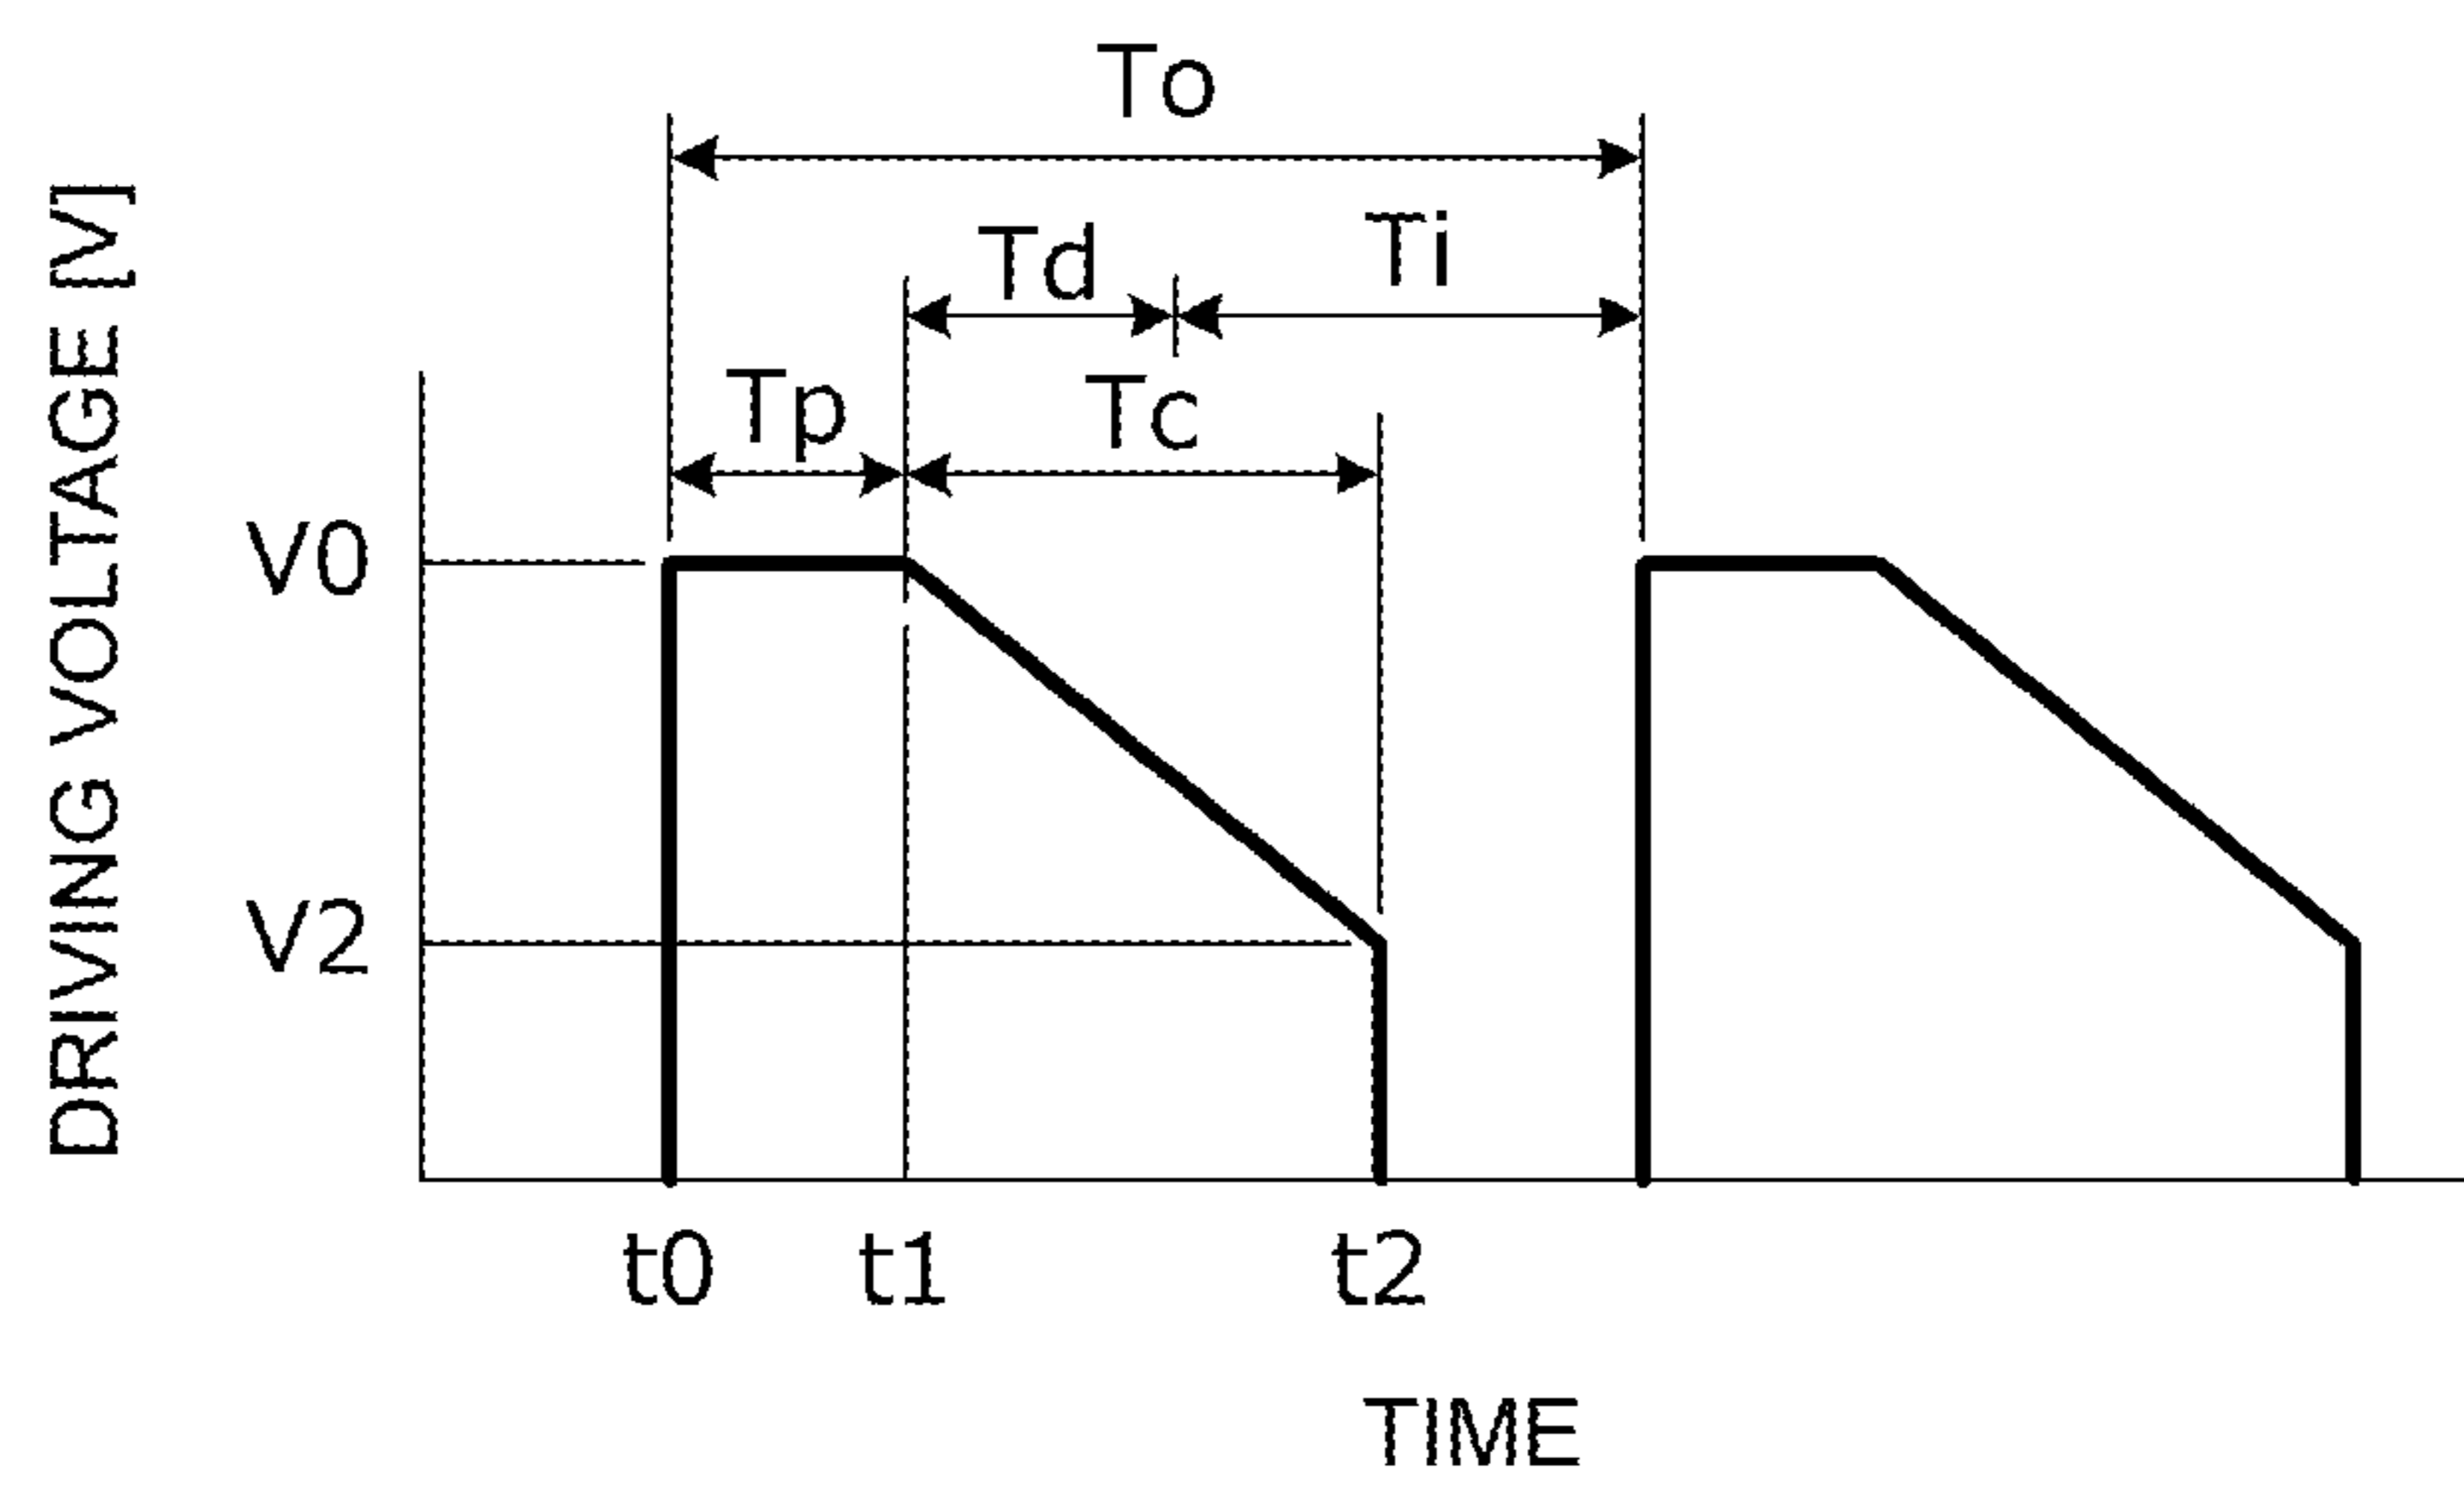 To
Td
Ti
Tp
Tc
DRIVING VOLTAGE [V]
V0
V2
t0
t1
t2
TIME